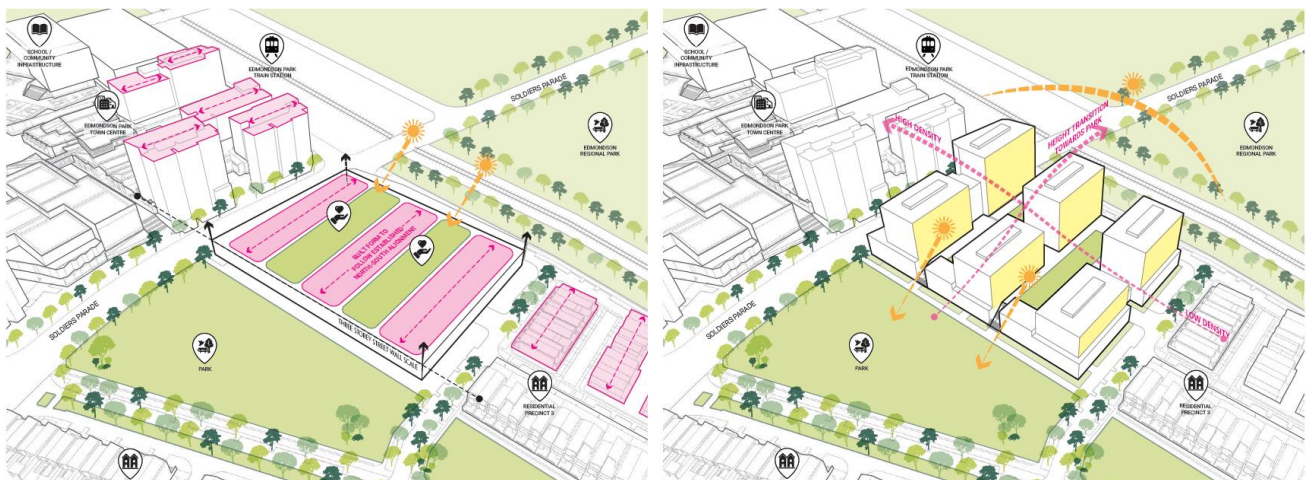 SCHOOL /
COMMUNITY
INFRASTRUCTURE
EDMONDSON PARK
TRAIN STATION
EDMONDSON PARK
TOWN CENTRE
SOLDIERS PARADE
EDMONDSON
REGIONAL PARK
BUILT FORM TO
FOLLOW ESTABLISHED
NORTH-SOUTH ALIGNMENT
THREE STOREY STREET WALL SCALE
SOLDIERS PARADE
PARK
RESIDENTIAL
PRECINCT 3
SCHOOL /
COMMUNITY
INFRASTRUCTURE
EDMONDSON PARK
TRAIN STATION
EDMONDSON PARK
TOWN CENTRE
SOLDIERS PARADE
HIGH DENSITY
HEIGHT TRANSITION
TOWARDS PARK
EDMONDSON
REGIONAL PARK
LOW DENSITY
SOLDIERS PARADE
PARK
RESIDENTIAL
PRECINCT 3